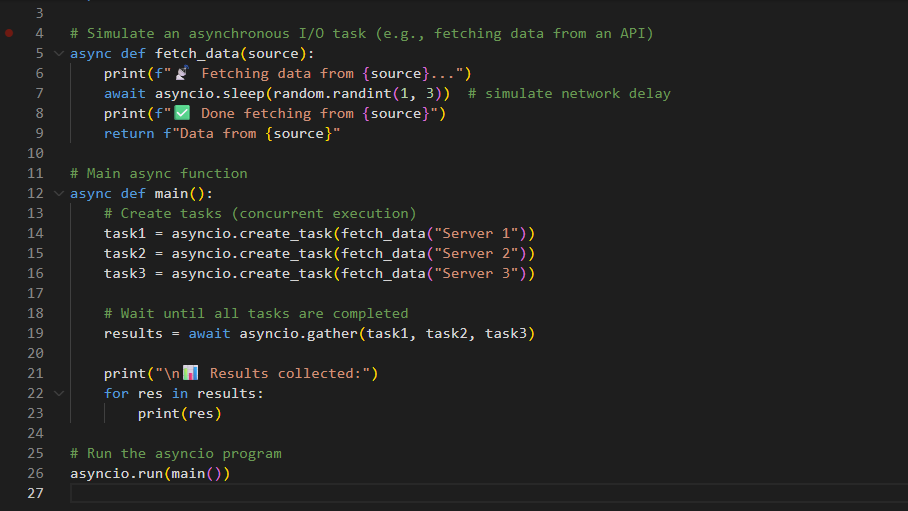 3
4 # Simulate an asynchronous I/O task (e.g., fetching data from an API)
5 async def fetch_data(source):
6     print(f"📡 Fetching data from {source}...")
7     await asyncio.sleep(random.randint(1, 3))  # simulate network delay
8     print(f"✅ Done fetching from {source}")
9     return f"Data from {source}"
10
11 # Main async function
12 async def main():
13     # Create tasks (concurrent execution)
14     task1 = asyncio.create_task(fetch_data("Server 1"))
15     task2 = asyncio.create_task(fetch_data("Server 2"))
16     task3 = asyncio.create_task(fetch_data("Server 3"))
17
18     # Wait until all tasks are completed
19     results = await asyncio.gather(task1, task2, task3)
20
21     print("\n📊 Results collected:")
22     for res in results:
23         print(res)
24
25 # Run the asyncio program
26 asyncio.run(main())
27